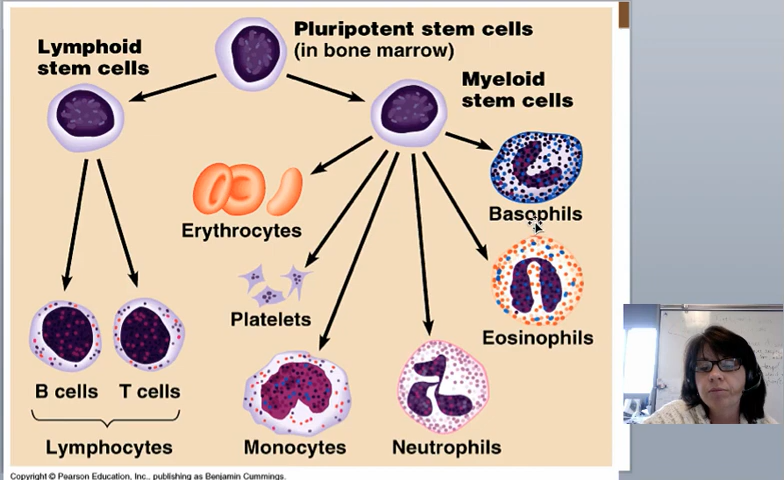 Pluripotent stem cells
(in bone marrow)
Lymphoid
stem cells
Myeloid
stem cells
Basophils
Erythrocytes
Platelets
Eosinophils
B cells
T cells
Lymphocytes
Monocytes
Neutrophils
Copyright © Pearson Education, Inc., publishing as Benjamin Cummings.